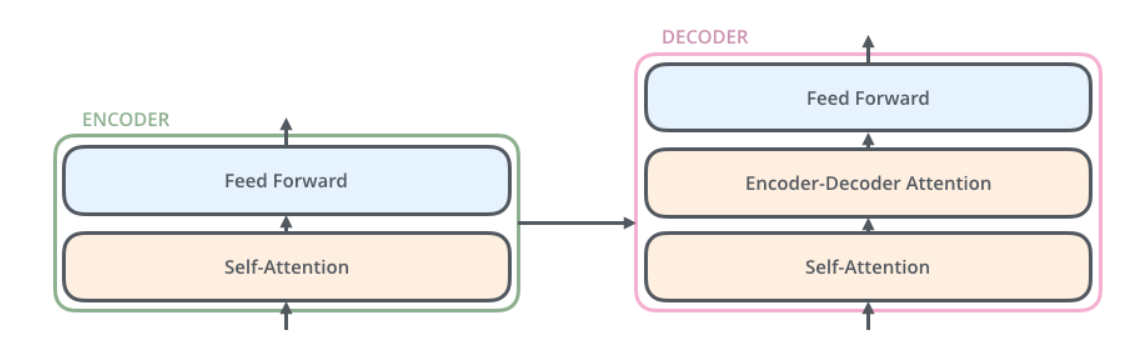 ENCODER
Feed Forward
Self-Attention
DECODER
Feed Forward
Encoder-Decoder Attention
Self-Attention